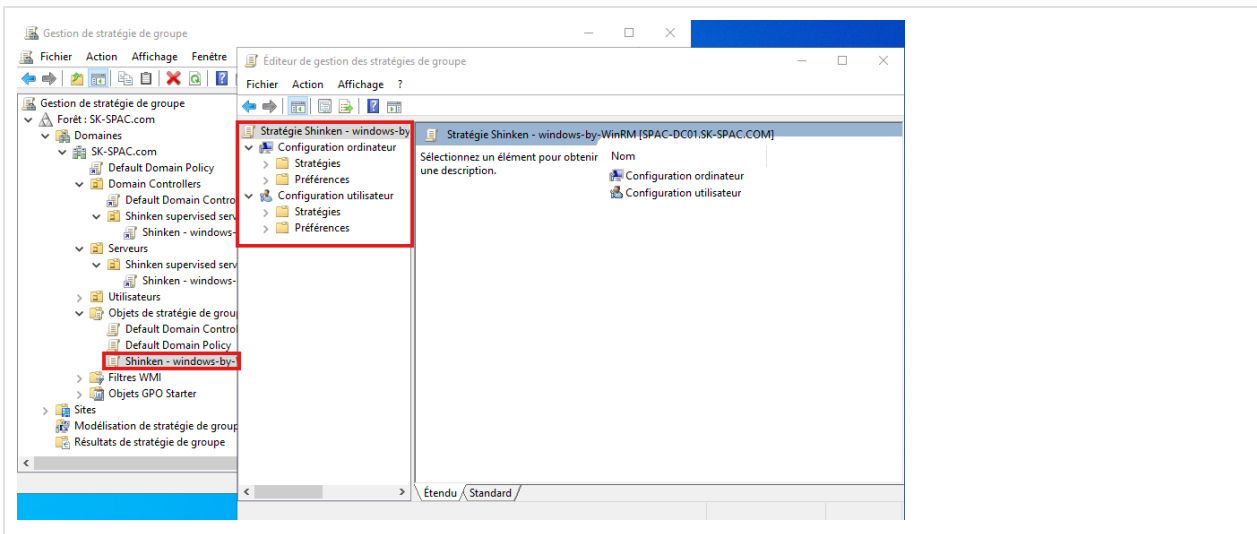 Gestion de stratégie de groupe
Fichier Action Affichage Fenêtre
Gestion de stratégie de groupe
Forêt : SK-SPAC.com
Domaines
SK-SPAC.com
Default Domain Policy
Domain Controllers
Default Domain Contro
Shinken supervised serv
Shinken - windows-
Serveurs
Shinken supervised serv
Shinken - windows-
Utilisateurs
Objets de stratégie de grou
Default Domain Control
Default Domain Policy
Shinken - windows-by-
Filtres WMI
Objets GPO Starter
Sites
Modélisation de stratégie de group
Résultats de stratégie de groupe
Éditeur de gestion des stratégies de groupe
Fichier Action Affichage ?
Stratégie Shinken - windows-by
Configuration ordinateur
Stratégies
Préférences
Configuration utilisateur
Stratégies
Préférences
Stratégie Shinken - windows-by-WinRM [SPAC-DC01.SK-SPAC.COM]
Sélectionnez un élément pour obtenir
une description.
Nom
Configuration ordinateur
Configuration utilisateur
Étendu Standard